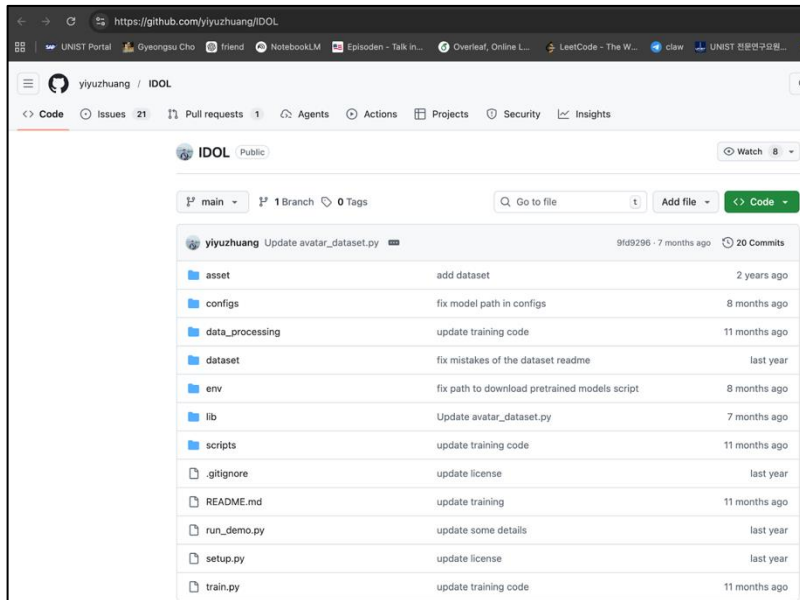 https://github.com/yiyuzhuang/IDOL
UNIST Portal Gyeongsu Cho friend NotebookLM Episoden - Talk in... Overleaf, Online L... LeetCode - The W... claw UNIST 전문연구요원...
yiyuzhuang / IDOL
Code Issues 21 Pull requests 1 Agents Actions Projects Security Insights
IDOL Public Watch 8
main 1 Branch 0 Tags Go to file t Add file Code
yiyuzhuang Update avatar_dataset.py 9fd9296 · 7 months ago 20 Commits
asset add dataset 2 years ago
configs fix model path in configs 8 months ago
data_processing update training code 11 months ago
dataset fix mistakes of the dataset readme last year
env fix path to download pretrained models script 8 months ago
lib Update avatar_dataset.py 7 months ago
scripts update training code 11 months ago
.gitignore update license last year
README.md update training 11 months ago
run_demo.py update some details last year
setup.py update license last year
train.py update training code 11 months ago